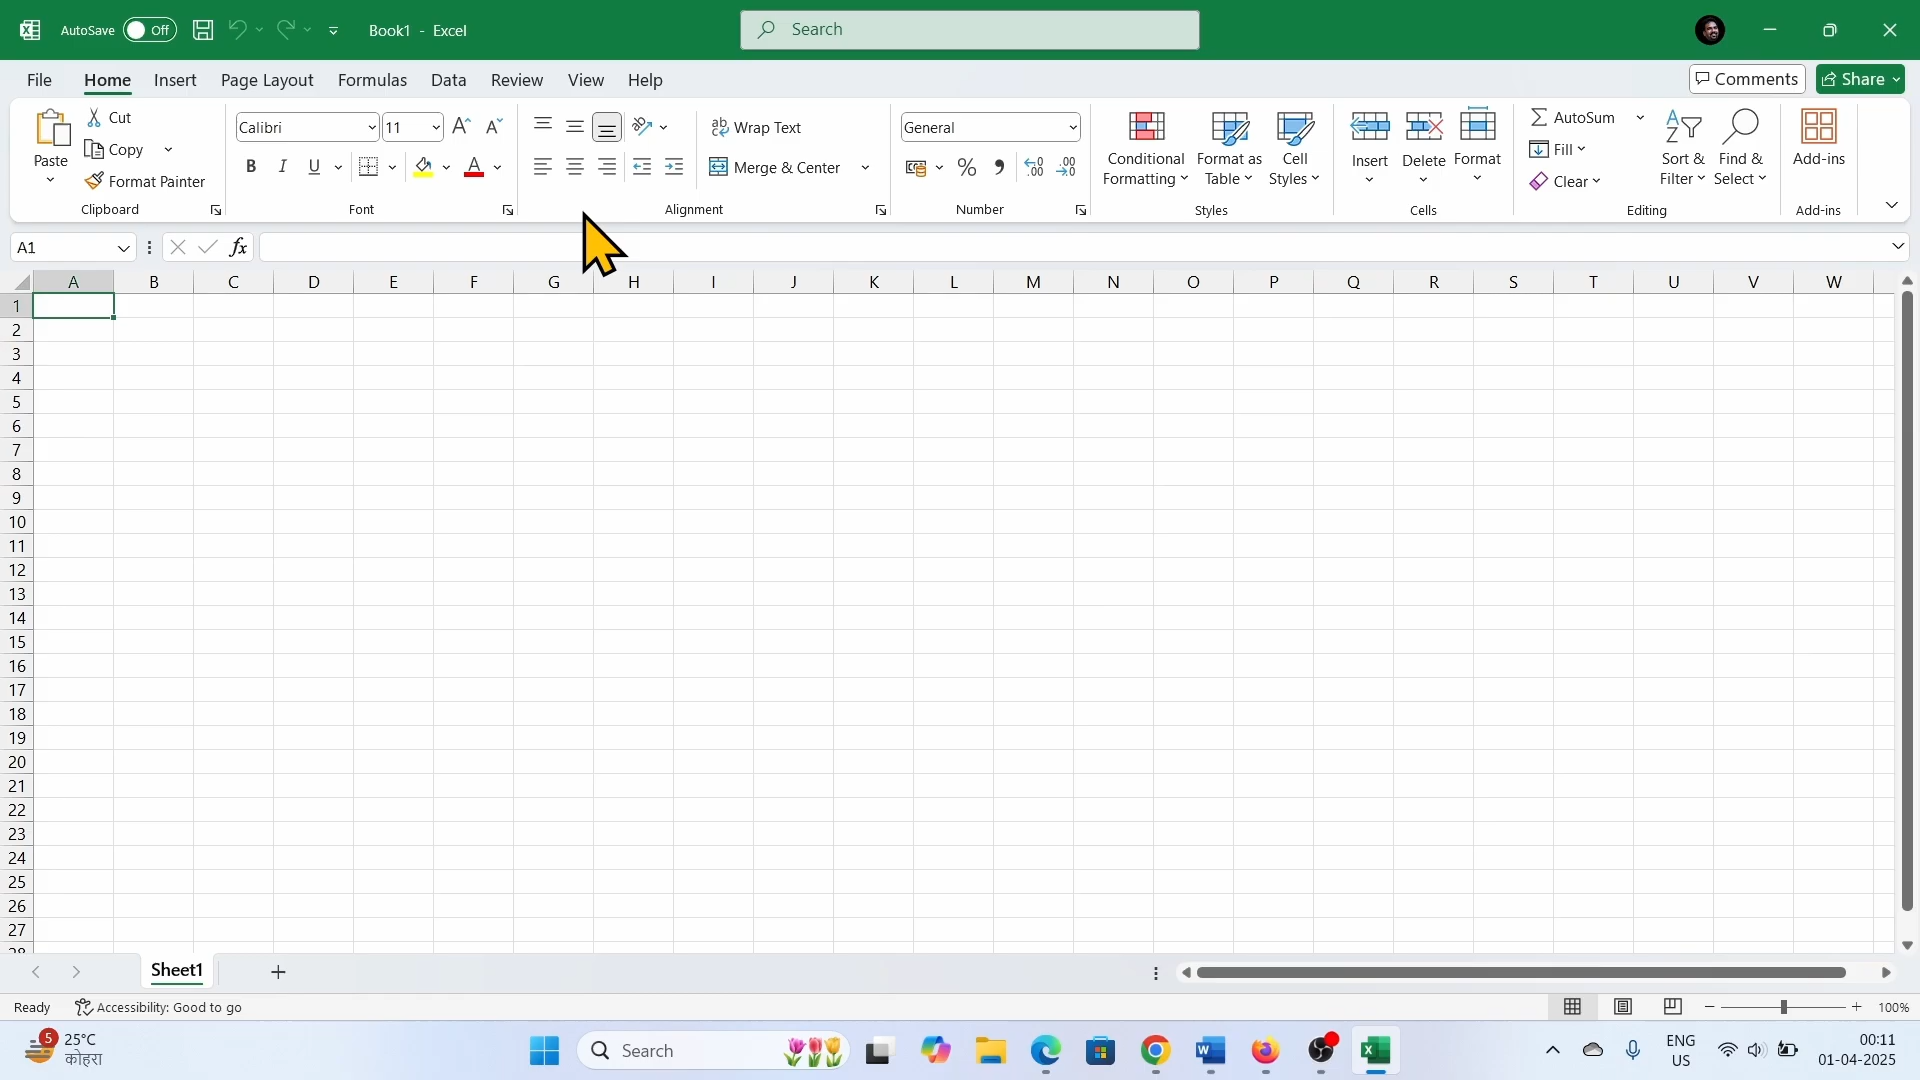 AutoSave Off Book1 - Excel Search
File Home Insert Page Layout Formulas Data Review View Help Comments Share
Paste Cut Copy Format Painter
Clipboard
Calibri 11
B I U A
Font
ab Wrap Text
Merge & Center
Alignment
General
% .00 .00
Number
Conditional Formatting
Format as Table
Cell Styles
Styles
Insert Delete Format
Cells
AutoSum
Fill
Clear
Sort & Filter
Find & Select
Editing
Add-ins
Add-ins
A1 fx
A B C D E F G H I J K L M N O P Q R S T U V W
1
2
3
4
5
6
7
8
9
10
11
12
13
14
15
16
17
18
19
20
21
22
23
24
25
26
27
28
Sheet1
Ready Accessibility: Good to go 100%
5 25°C
कोहरा
Search
ENG
US
00:11
01-04-2025